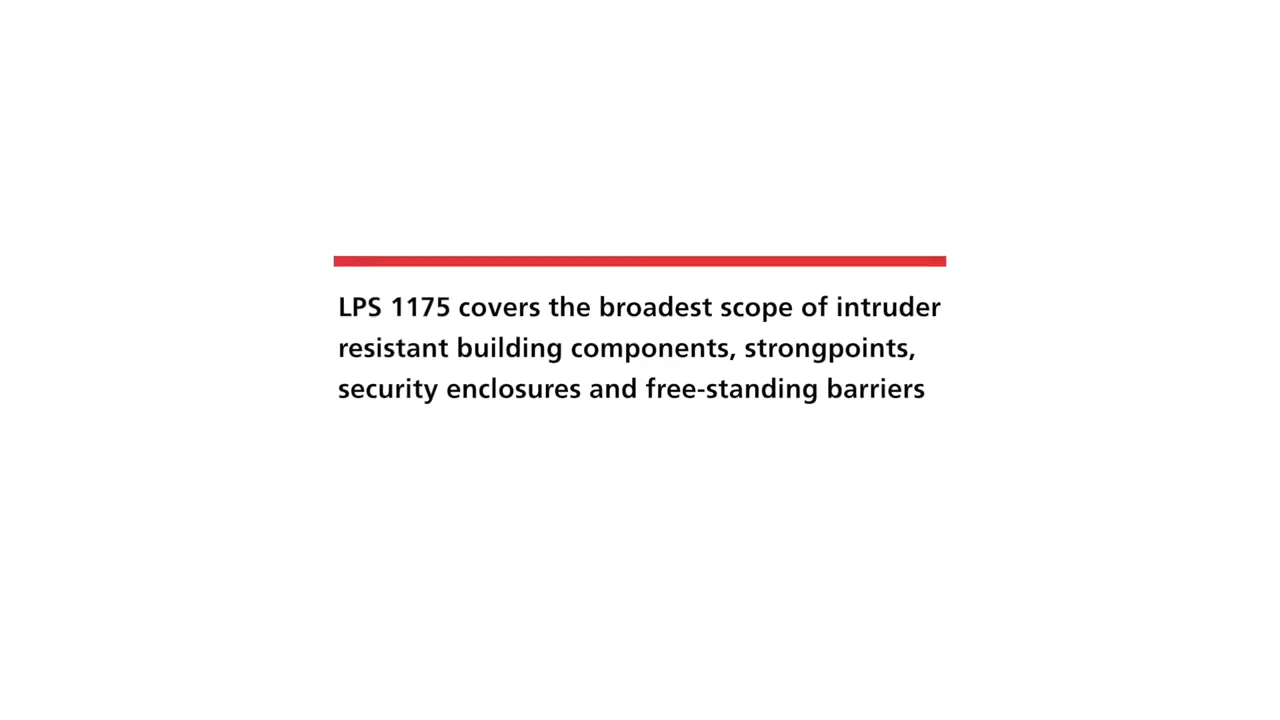 LPS 1175 covers the broadest scope of intruder
resistant building components, strongpoints,
security enclosures and free-standing barriers